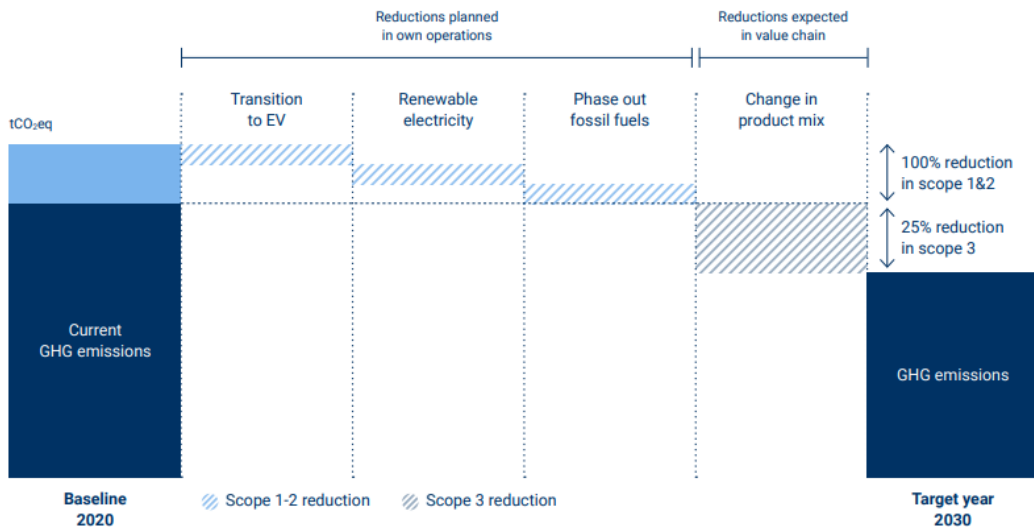 Reductions planned
in own operations
Reductions expected
in value chain
tCO₂eq
Transition
to EV
Renewable
electricity
Phase out
fossil fuels
Change in
product mix
100% reduction
in scope 1&2
25% reduction
in scope 3
Current
GHG emissions
GHG emissions
Baseline
2020
Scope 1-2 reduction
Scope 3 reduction
Target year
2030